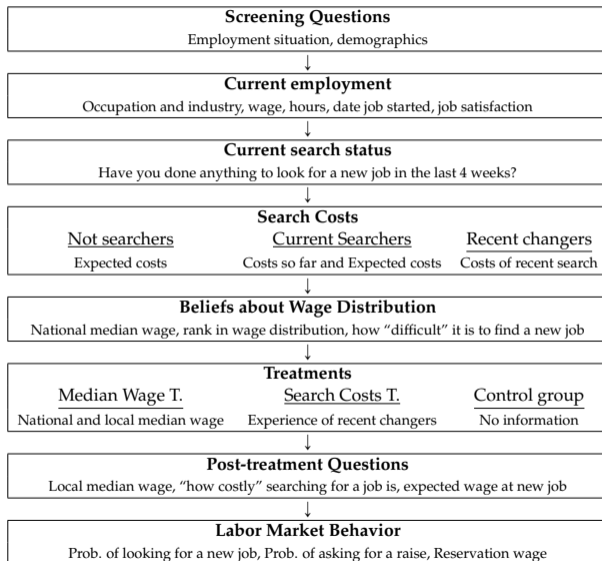 Screening Questions
Employment situation, demographics
↓
Current employment
Occupation and industry, wage, hours, date job started, job satisfaction
↓
Current search status
Have you done anything to look for a new job in the last 4 weeks?
↓
Search Costs
Not searchers Current Searchers Recent changers
Expected costs Costs so far and Expected costs Costs of recent search
↓
Beliefs about Wage Distribution
National median wage, rank in wage distribution, how “difficult” it is to find a new job
↓
Treatments
Median Wage T. Search Costs T. Control group
National and local median wage Experience of recent changers No information
↓
Post-treatment Questions
Local median wage, “how costly” searching for a job is, expected wage at new job
↓
Labor Market Behavior
Prob. of looking for a new job, Prob. of asking for a raise, Reservation wage